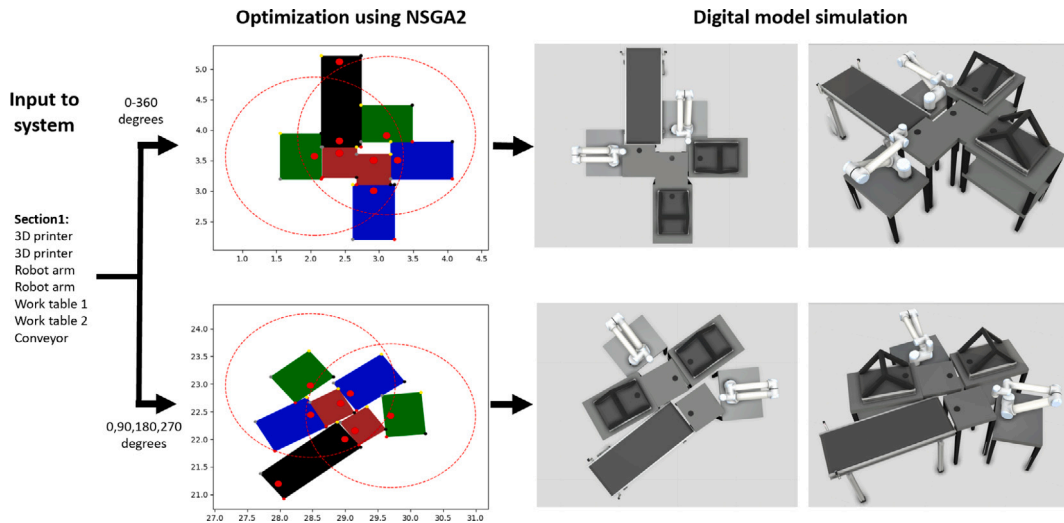 Optimization using NSGA2
Digital model simulation
Input to
system
0-360
degrees
Section1:
3D printer
3D printer
Robot arm
Robot arm
Work table 1
Work table 2
Conveyor
0,90,180,270
degrees
5.0
4.5
4.0
3.5
3.0
2.5
1.0 1.5 2.0 2.5 3.0 3.5 4.0 4.5
24.0
23.5
23.0
22.5
22.0
21.5
21.0
27.0 27.5 28.0 28.5 29.0 29.5 30.0 30.5 31.0